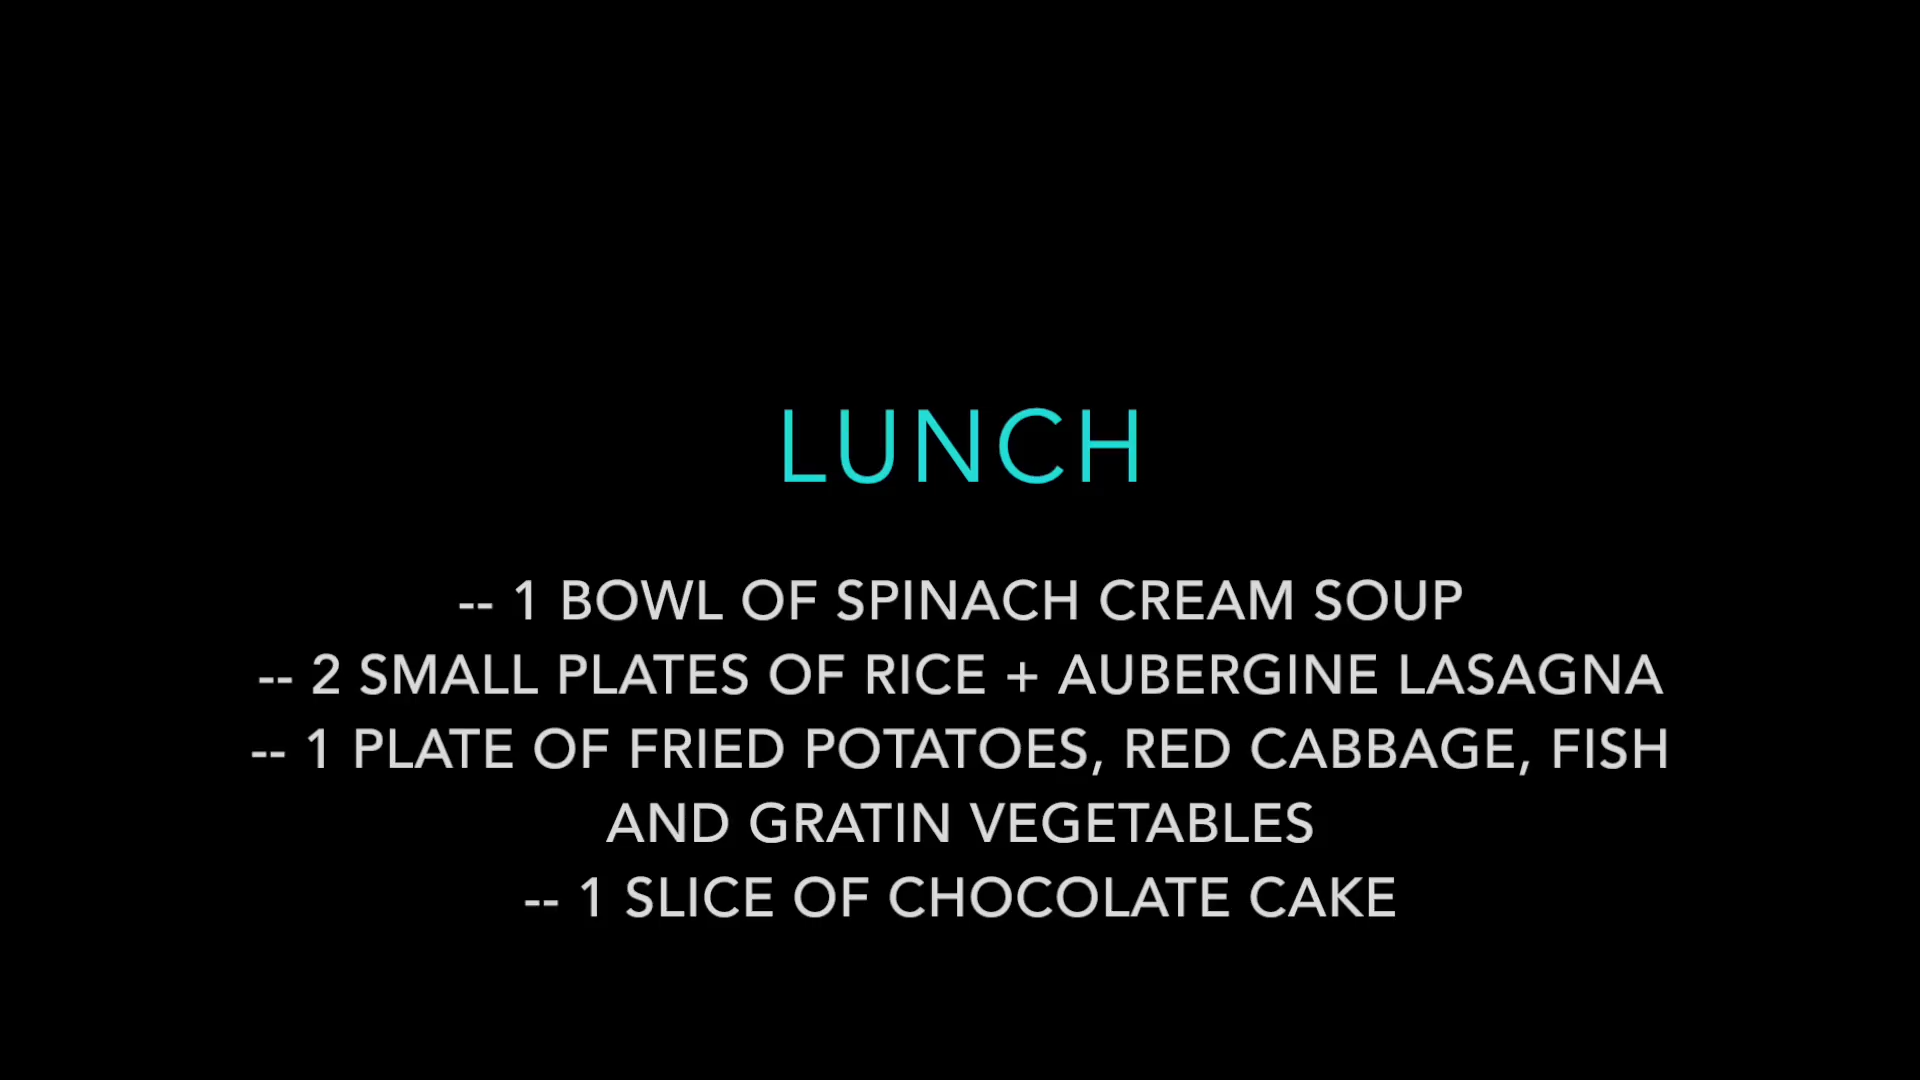 LUNCH
-- 1 BOWL OF SPINACH CREAM SOUP
-- 2 SMALL PLATES OF RICE + AUBERGINE LASAGNA
-- 1 PLATE OF FRIED POTATOES, RED CABBAGE, FISH
AND GRATIN VEGETABLES
-- 1 SLICE OF CHOCOLATE CAKE